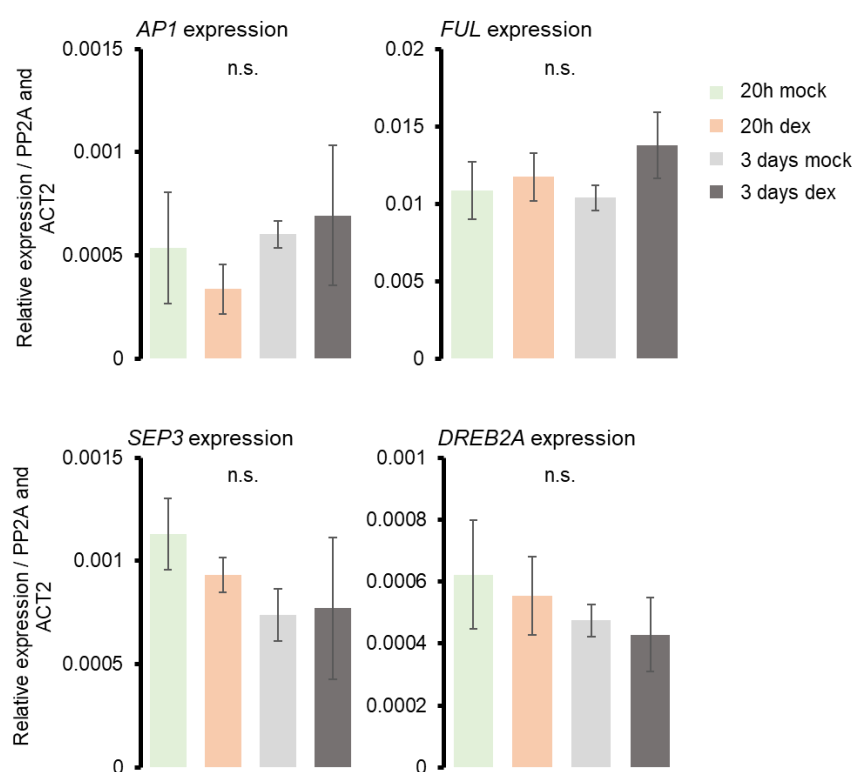 AP1 expression
n.s.
0.0015
0.001
0.0005
0
Relative expression / PP2A and
ACT2
FUL expression
n.s.
0.02
0.015
0.01
0.005
0
20h mock
20h dex
3 days mock
3 days dex
SEP3 expression
n.s.
0.0015
0.001
0.0005
0
Relative expression / PP2A and
ACT2
DREB2A expression
n.s.
0.001
0.0008
0.0006
0.0004
0.0002
0